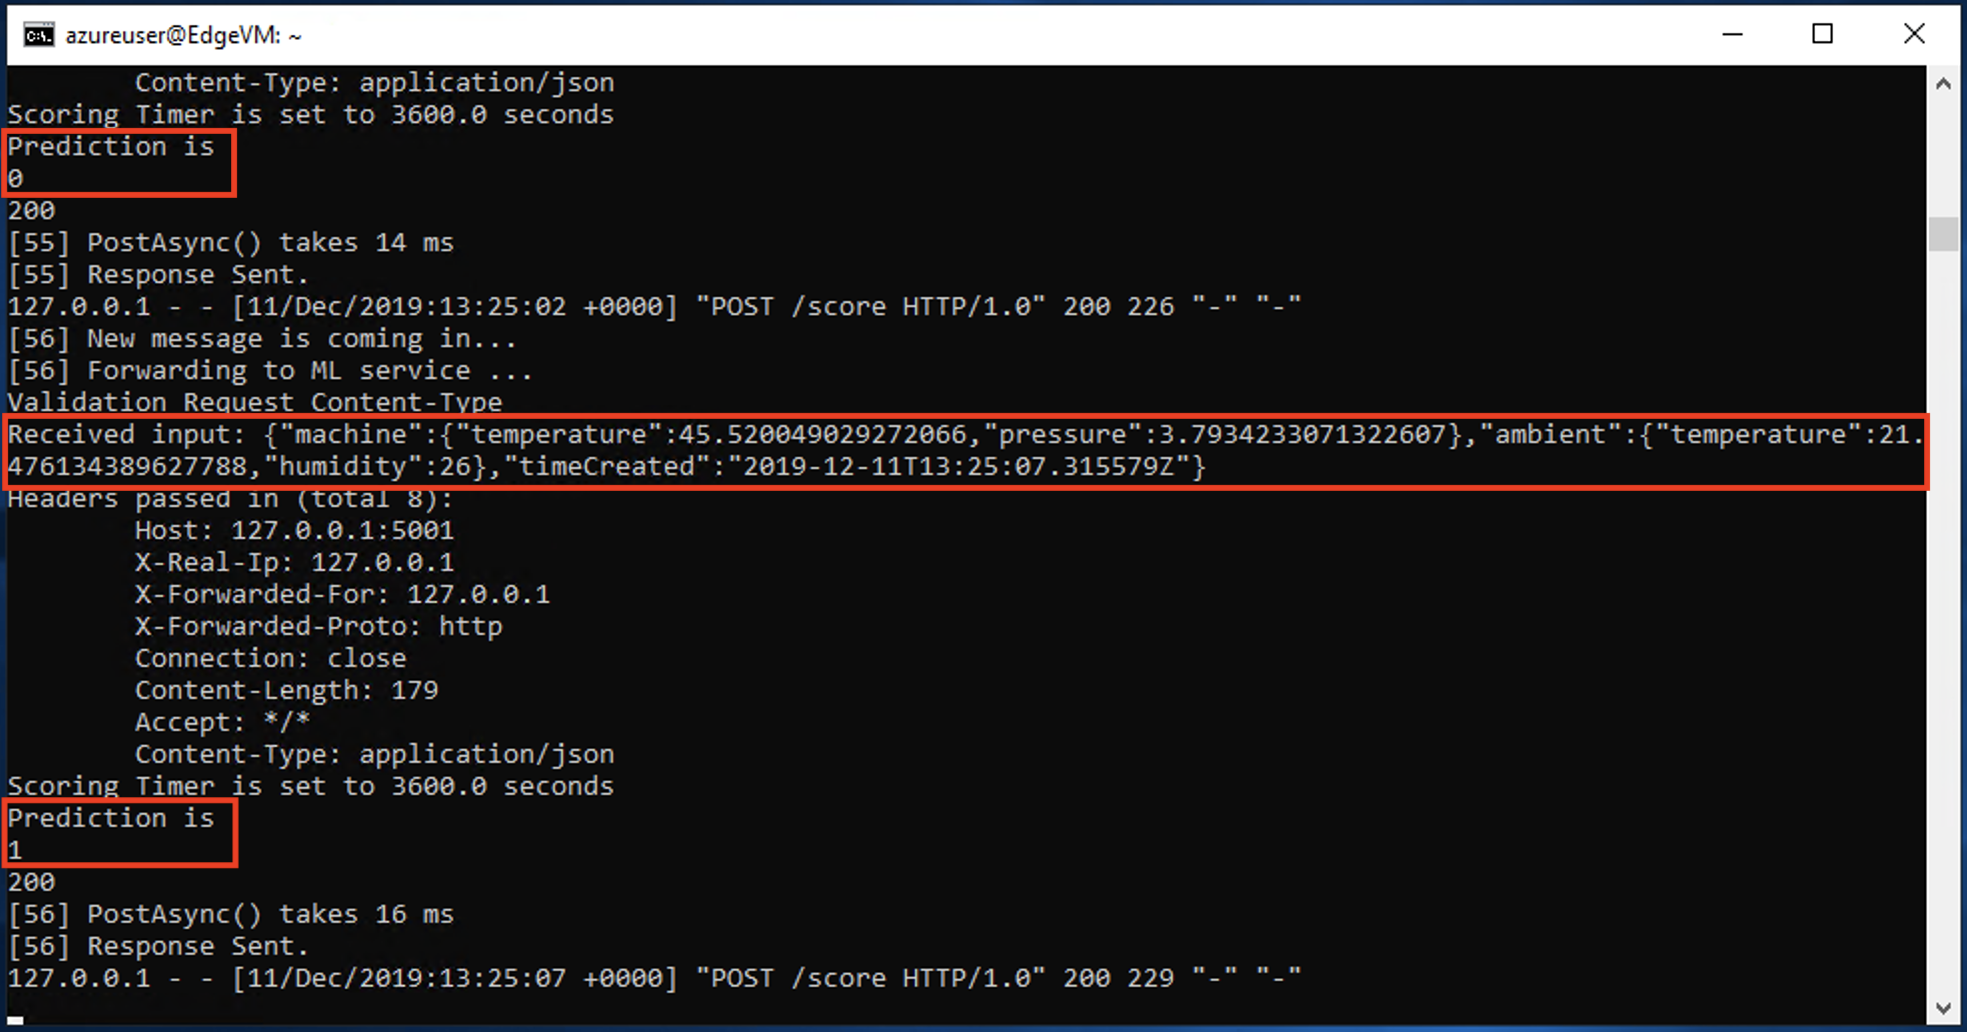 azureuser@EdgeVM: ~
Content-Type: application/json
Scoring Timer is set to 3600.0 seconds
Prediction is
0
200
[55] PostAsync() takes 14 ms
[55] Response Sent.
127.0.0.1 - - [11/Dec/2019:13:25:02 +0000] "POST /score HTTP/1.0" 200 226 "-" "-"
[56] New message is coming in...
[56] Forwarding to ML service ...
Validation Request Content-Type
Received input: {"machine":{"temperature":45.520049029272066,"pressure":3.7934233071322607},"ambient":{"temperature":21.
476134389627788,"humidity":26},"timeCreated":"2019-12-11T13:25:07.315579Z"}
Headers passed in (total 8):
Host: 127.0.0.1:5001
X-Real-Ip: 127.0.0.1
X-Forwarded-For: 127.0.0.1
X-Forwarded-Proto: http
Connection: close
Content-Length: 179
Accept: */*
Content-Type: application/json
Scoring Timer is set to 3600.0 seconds
Prediction is
1
200
[56] PostAsync() takes 16 ms
[56] Response Sent.
127.0.0.1 - - [11/Dec/2019:13:25:07 +0000] "POST /score HTTP/1.0" 200 229 "-" "-"